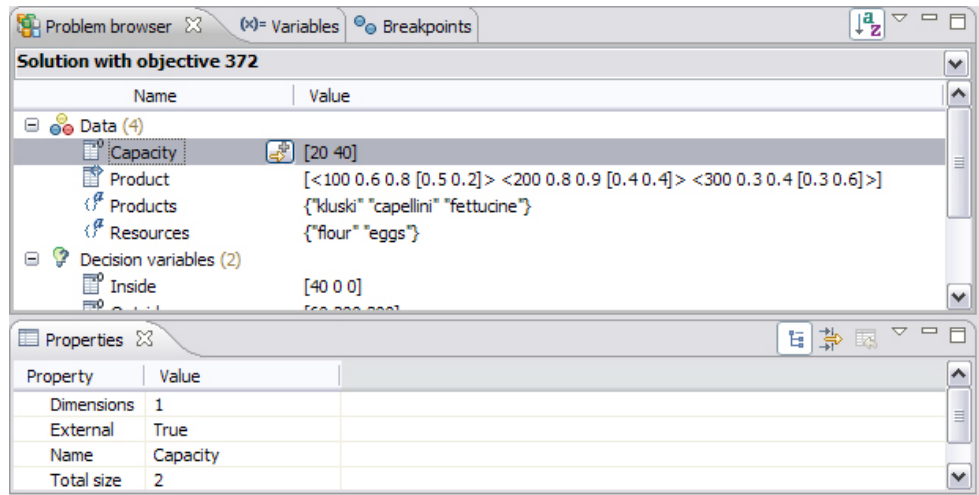 Problem browser (x)= Variables Breakpoints
Solution with objective 372
Name Value
Data (4)
Capacity [20 40]
Product [<100 0.6 0.8 [0.5 0.2]> <200 0.8 0.9 [0.4 0.4]> <300 0.3 0.4 [0.3 0.6]>]
Products {"kluski" "capellini" "fettucine"}
Resources {"flour" "eggs"}
Decision variables (2)
Inside [40 0 0]
Properties
Property Value
Dimensions 1
External True
Name Capacity
Total size 2